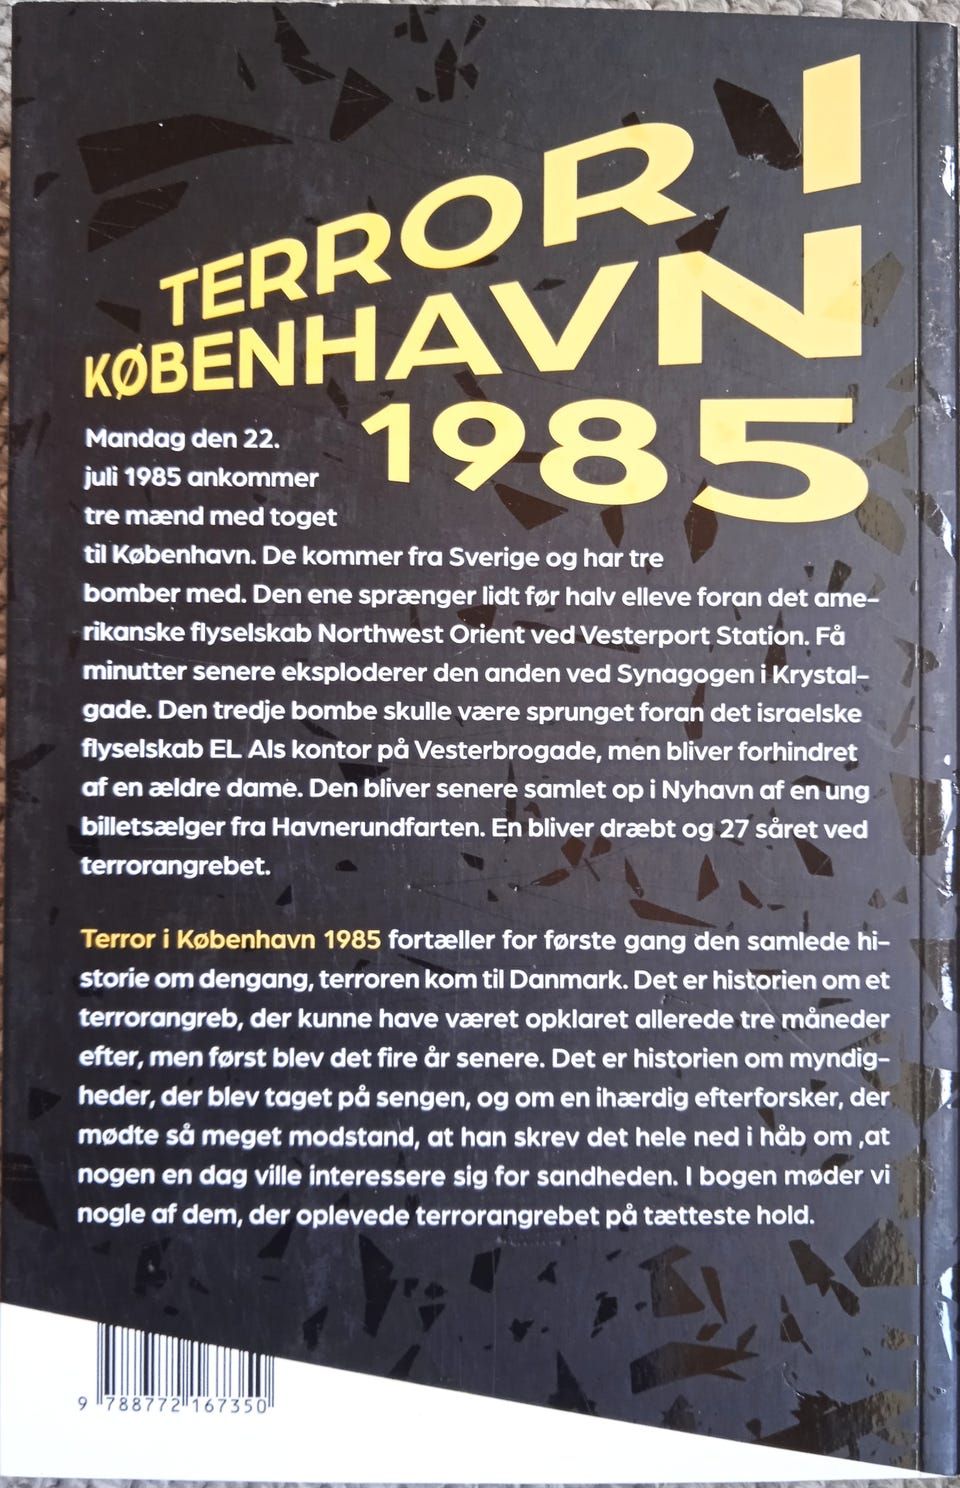 TERROR I
KØBENHAVN
1985
Mandag den 22.
juli 1985 ankommer
tre mænd med toget
til København. De kommer fra Sverige og har tre
bomber med. Den ene sprænger lidt før halv elleve foran det ame-
rikanske flyselskab Northwest Orient ved Vesterport Station. Få
minutter senere eksploderer den anden ved Synagogen i Krystal-
gade. Den tredje bombe skulle være sprunget foran det israelske
flyselskab EL Als kontor på Vesterbrogade, men bliver forhindret
af en ældre dame. Den bliver senere samlet op i Nyhavn af en ung
billetsælger fra Havnerundfarten. En bliver dræbt og 27 såret ved
terrorangrebet.
Terror i København 1985 fortæller for første gang den samlede hi-
storie om dengang, terroren kom til Danmark. Det er historien om et
terrorangreb, der kunne have været opklaret allerede tre måneder
efter, men først blev det fire år senere. Det er historien om myndig-
heder, der blev taget på sengen, og om en ihærdig efterforsker, der
mødte så meget modstand, at han skrev det hele ned i håb om ,at
nogen en dag ville interessere sig for sandheden. I bogen møder vi
nogle af dem, der oplevede terrorangrebet på tætteste hold.
9 788772 167350